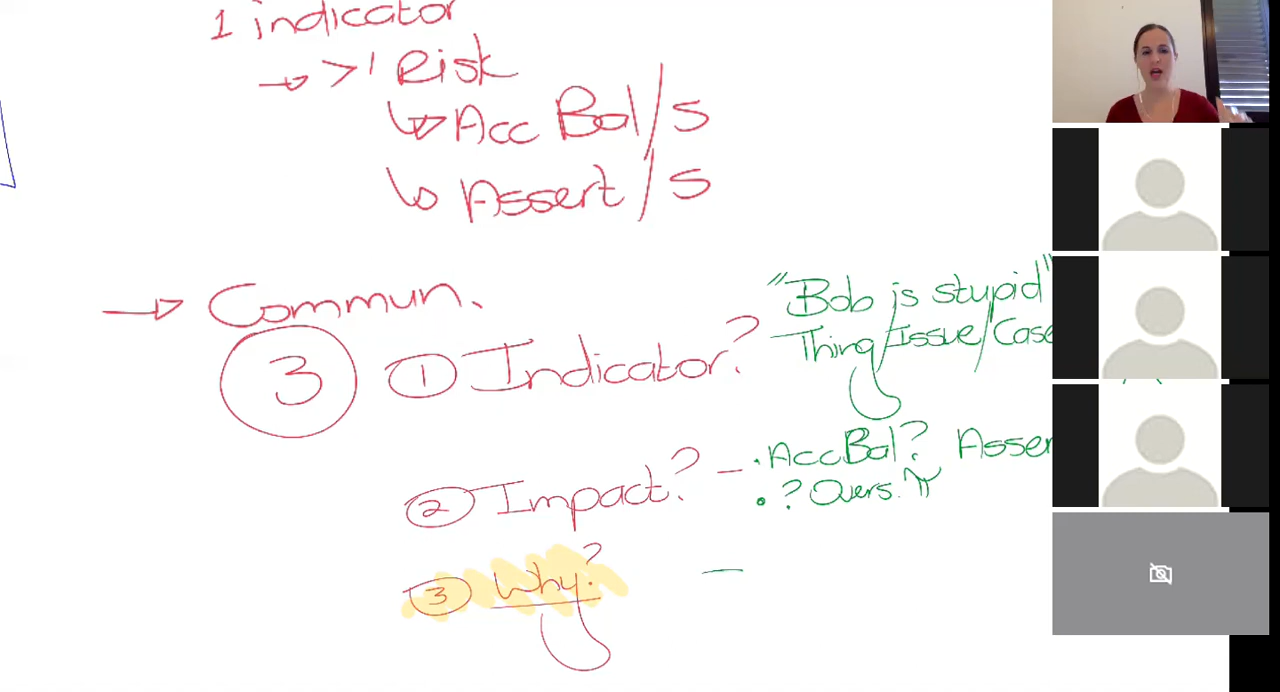 1 indicator
→ >1 Risk
↳ Acc Bal/s
↳ Assert/s
→ Commun.
3 ① Indicator?
"Bob is stupid"
Thing/Issue/Case
② Impact? – • AccBal? Asser
• ? Overs.
③ Why? –